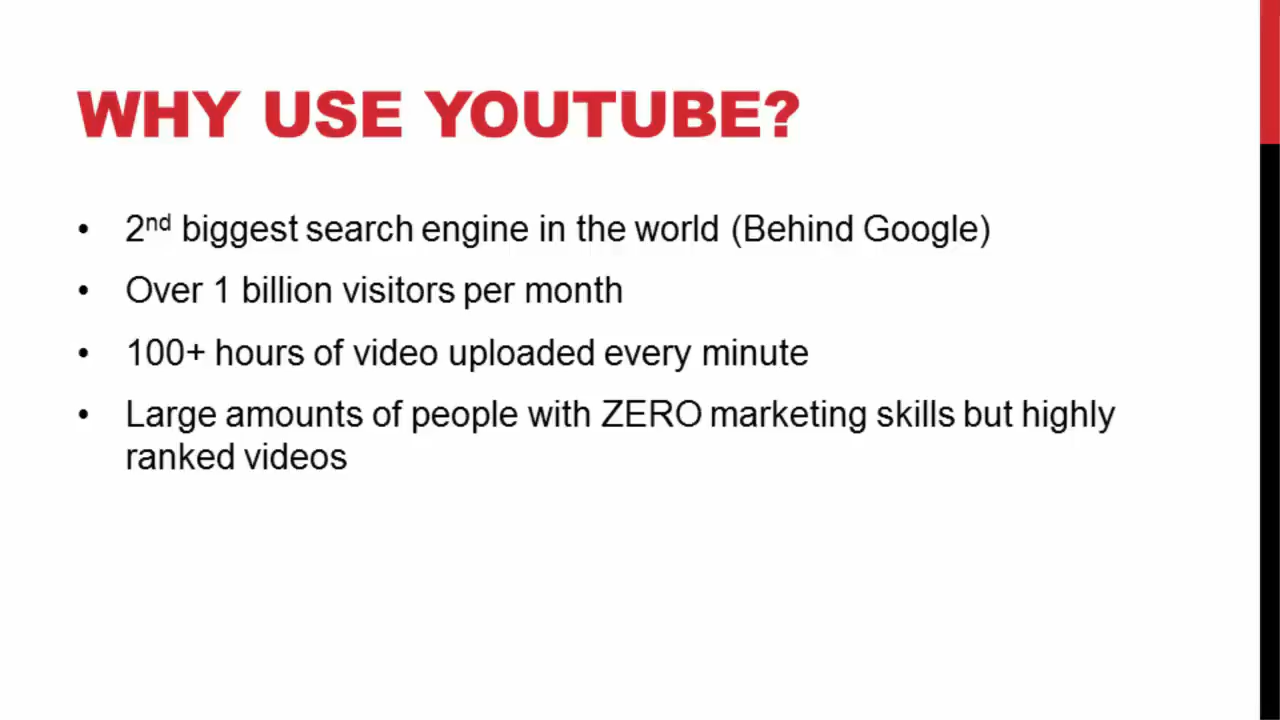 WHY USE YOUTUBE?
• 2nd biggest search engine in the world (Behind Google)
• Over 1 billion visitors per month
• 100+ hours of video uploaded every minute
• Large amounts of people with ZERO marketing skills but highly
ranked videos